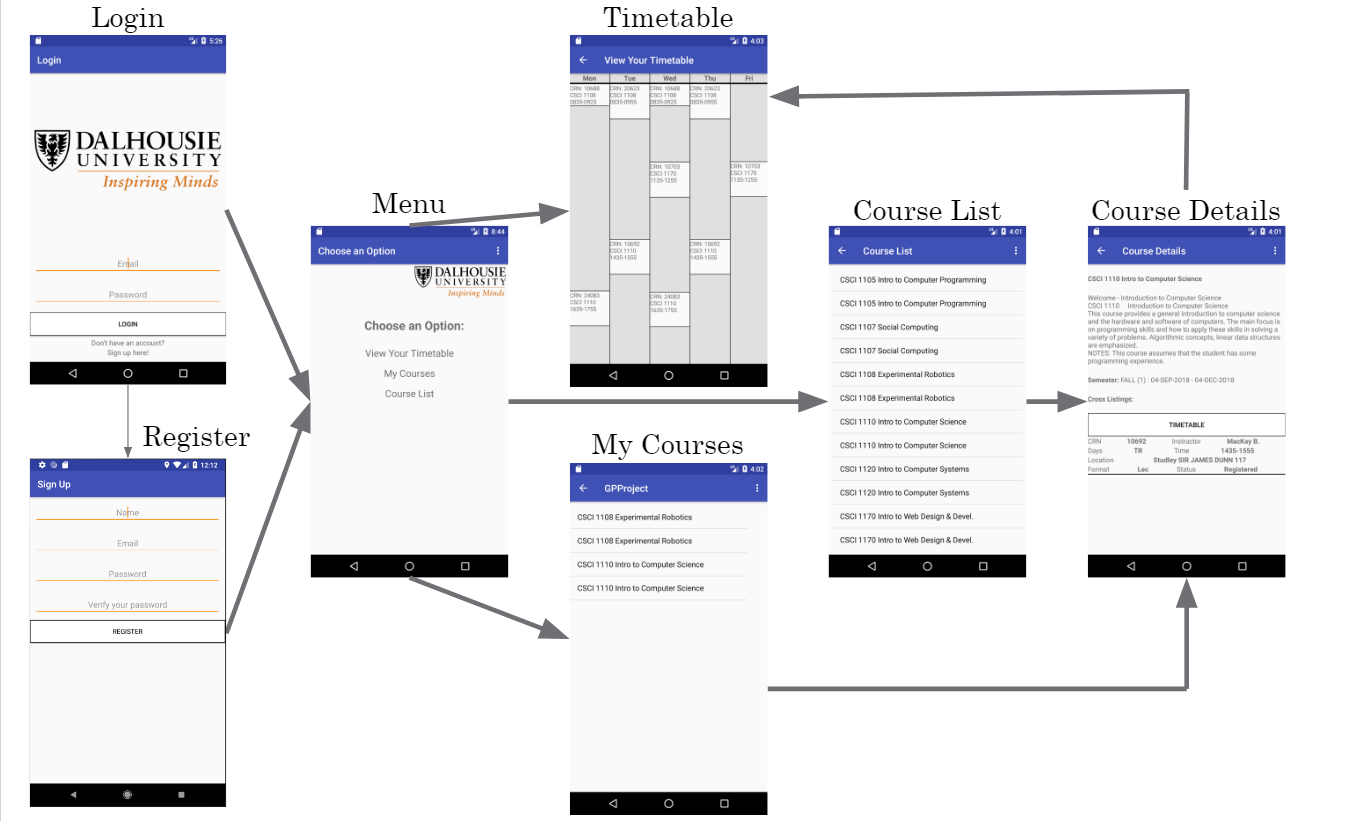 Login
5:26
Login
DALHOUSIE
UNIVERSITY
Inspiring Minds
Email
Password
LOGIN
Don't have an account?
Sign up here!
Register
12:12
Sign Up
Name
Email
Password
Verify your password
REGISTER
Menu
8:44
Choose an Option
DALHOUSIE
UNIVERSITY
Inspiring Minds
Choose an Option:
View Your Timetable
My Courses
Course List
Timetable
4:03
View Your Timetable
Mon Tue Wed Thu Fri
CRN: 10688 CRN: 20623 CRN: 10688 CRN: 20623
CSCI 1108 CSCI 1108 CSCI 1108 CSCI 1108
0835-0925 0835-0955 0835-0925 0835-0955
CRN: 10703 CRN: 10703
CSCI 1170 CSCI 1170
1135-1255 1135-1255
CRN: 10692 CRN: 10692
CSCI 1110 CSCI 1110
1435-1555 1435-1555
CRN: 24083 CRN: 24083
CSCI 1110 CSCI 1110
1635-1755 1635-1755
My Courses
4:02
GPProject
CSCI 1108 Experimental Robotics
CSCI 1108 Experimental Robotics
CSCI 1110 Intro to Computer Science
CSCI 1110 Intro to Computer Science
Course List
4:01
Course List
CSCI 1105 Intro to Computer Programming
CSCI 1105 Intro to Computer Programming
CSCI 1107 Social Computing
CSCI 1107 Social Computing
CSCI 1108 Experimental Robotics
CSCI 1108 Experimental Robotics
CSCI 1110 Intro to Computer Science
CSCI 1110 Intro to Computer Science
CSCI 1120 Intro to Computer Systems
CSCI 1120 Intro to Computer Systems
CSCI 1170 Intro to Web Design & Devel.
CSCI 1170 Intro to Web Design & Devel.
Course Details
4:01
Course Details
CSCI 1110 Intro to Computer Science
Welcome - Introduction to Computer Science
CSCI 1110 Introduction to Computer Science
This course provides a general introduction to computer science
and the hardware and software of computers. The main focus is
on programming skills and how to apply these skills in solving a
variety of problems. Algorithmic concepts, linear data structures
are emphasized.
NOTES: This course assumes that the student has some
programming experience.
Semester: FALL (1) : 04-SEP-2018 - 04-DEC-2018
Cross Listings:
TIMETABLE
CRN 10692 Instructor MacKay B.
Days TR Time 1435-1555
Location Studley SIR JAMES DUNN 117
Format Lec Status Registered